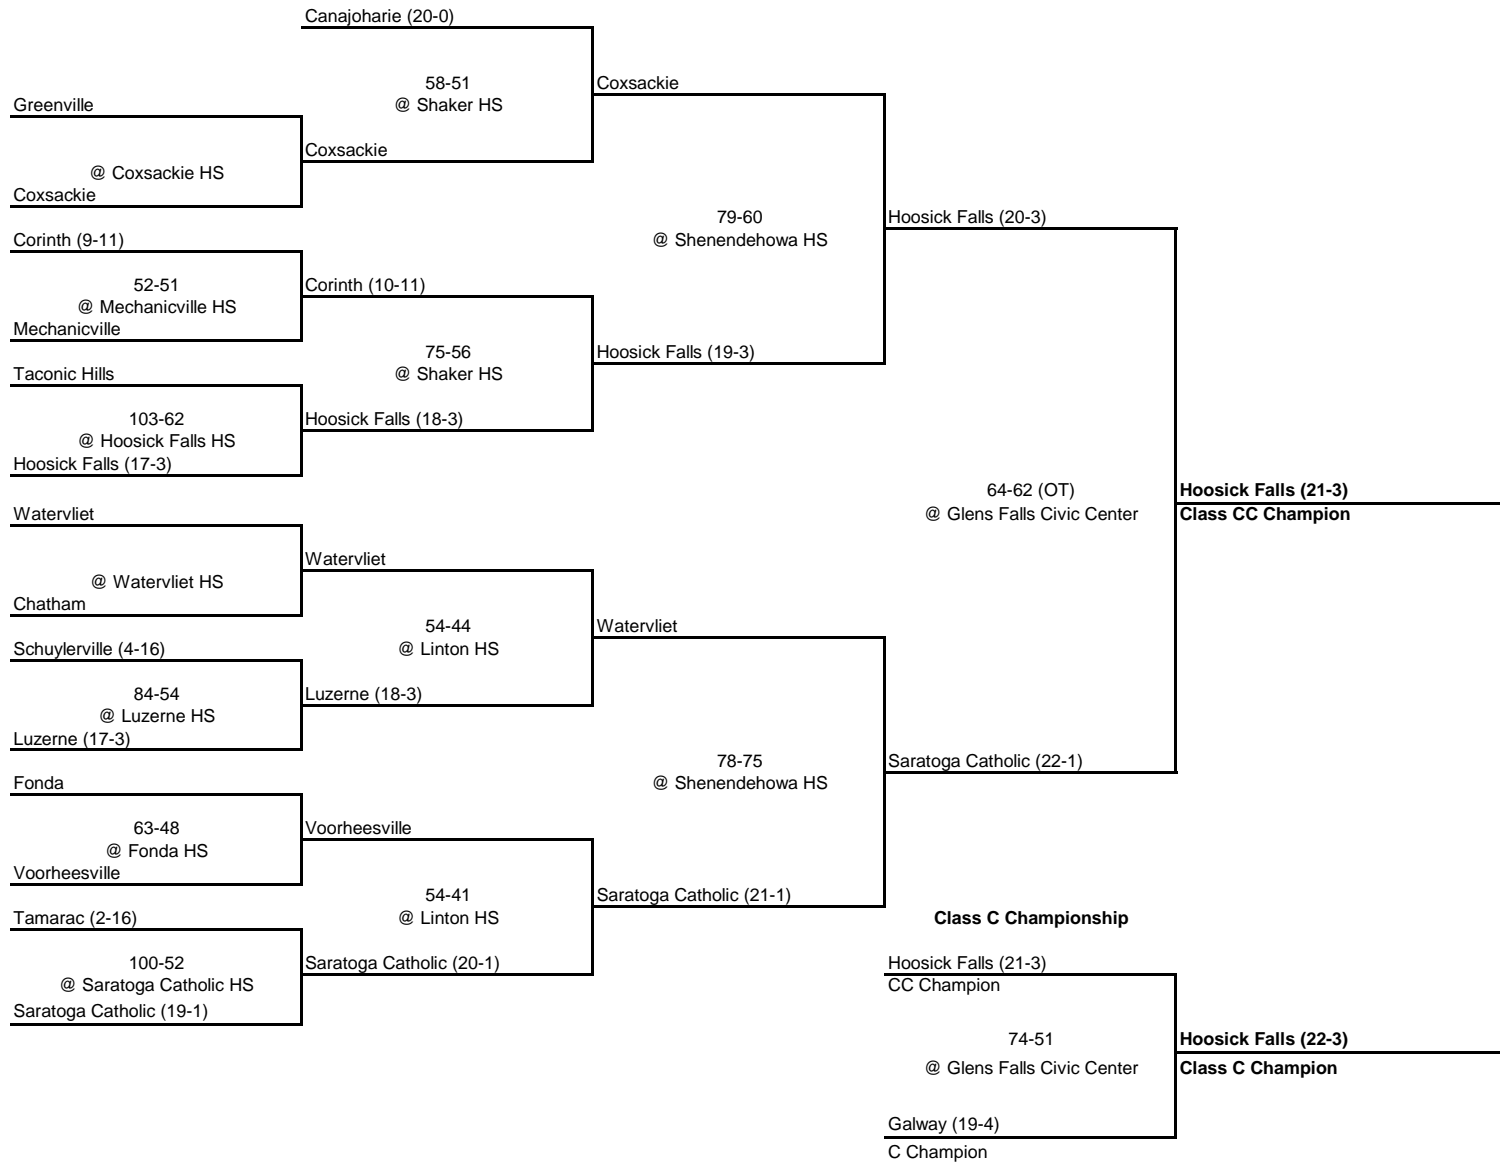 Canajoharie (20-0)
58-51
@ Shaker HS
Coxsackie
Greenville
Coxsackie
@ Coxsackie HS
Coxsackie
79-60
@ Shenendehowa HS
Hoosick Falls (20-3)
Corinth (9-11)
52-51
@ Mechanicville HS
Corinth (10-11)
Mechanicville
75-56
@ Shaker HS
Hoosick Falls (19-3)
Taconic Hills
103-62
@ Hoosick Falls HS
Hoosick Falls (18-3)
Hoosick Falls (17-3)
64-62 (OT)
@ Glens Falls Civic Center
Hoosick Falls (21-3)
Class CC Champion
Watervliet
Watervliet
@ Watervliet HS
Chatham
54-44
@ Linton HS
Watervliet
Schuylerville (4-16)
84-54
@ Luzerne HS
Luzerne (18-3)
Luzerne (17-3)
78-75
@ Shenendehowa HS
Saratoga Catholic (22-1)
Fonda
63-48
@ Fonda HS
Voorheesville
Voorheesville
54-41
@ Linton HS
Saratoga Catholic (21-1)
Tamarac (2-16)
100-52
@ Saratoga Catholic HS
Saratoga Catholic (20-1)
Saratoga Catholic (19-1)
Class C Championship
Hoosick Falls (21-3)
CC Champion
74-51
@ Glens Falls Civic Center
Hoosick Falls (22-3)
Class C Champion
Galway (19-4)
C Champion